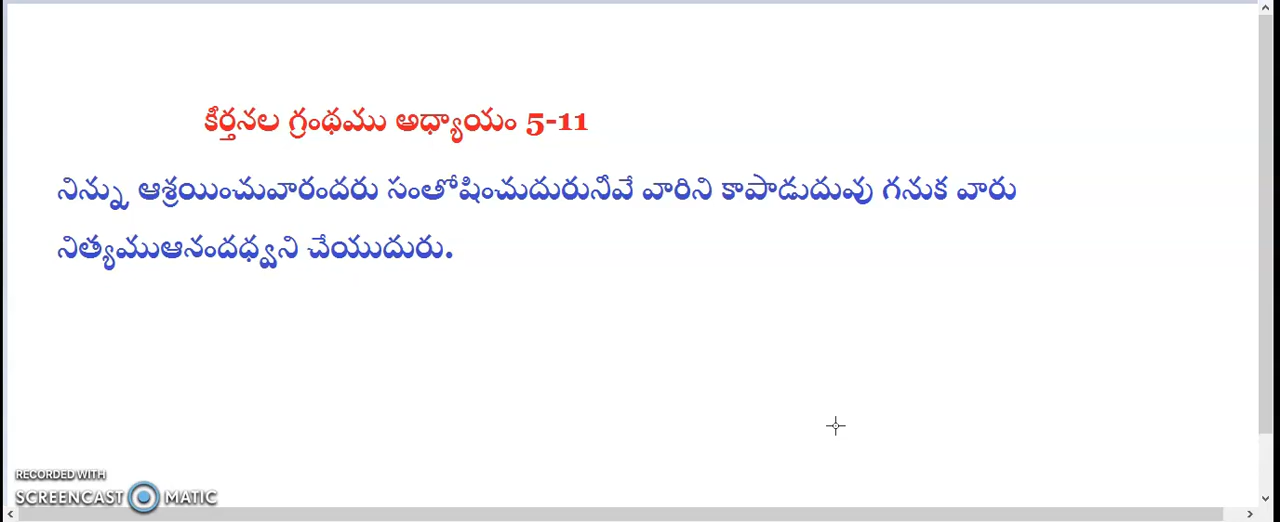 కీర్తనల గ్రంథము అధ్యాయం 5-11
నిన్ను ఆశ్రయించువారందరు సంతోషించుదురునీవే వారిని కాపాడుదువు గనుక వారు
నిత్యముఆనందధ్వని చేయుదురు.
RECORDED WITH
SCREENCAST MATIC